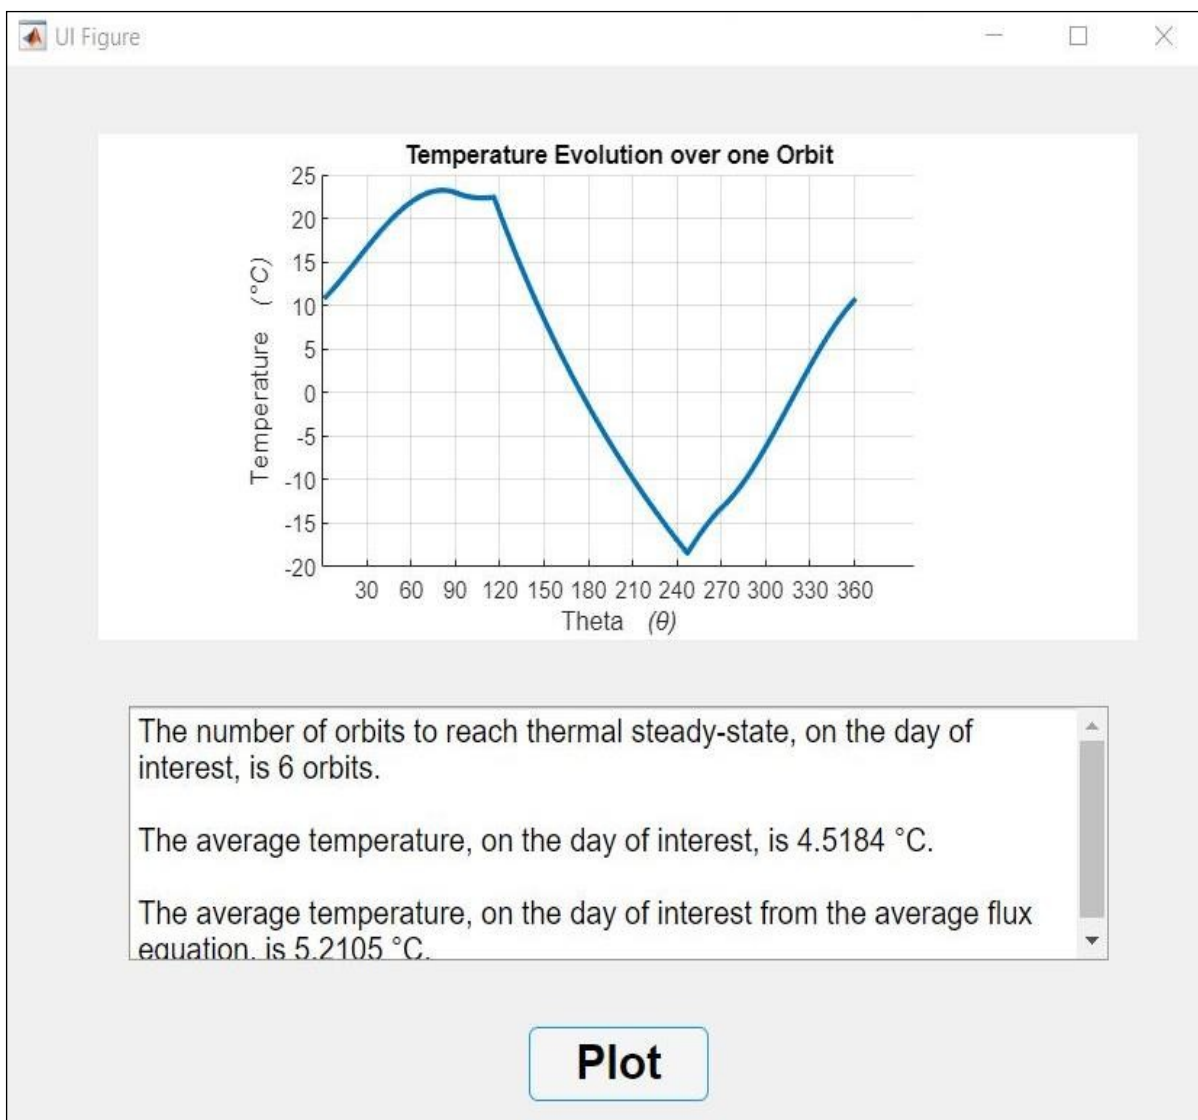 UI Figure
Temperature Evolution over one Orbit
25
20
15
10
5
0
-5
-10
-15
-20
Temperature (°C)
30 60 90 120 150 180 210 240 270 300 330 360
Theta (θ)
The number of orbits to reach thermal steady-state, on the day of
interest, is 6 orbits.
The average temperature, on the day of interest, is 4.5184 °C.
The average temperature, on the day of interest from the average flux
equation, is 5.2105 °C.
Plot